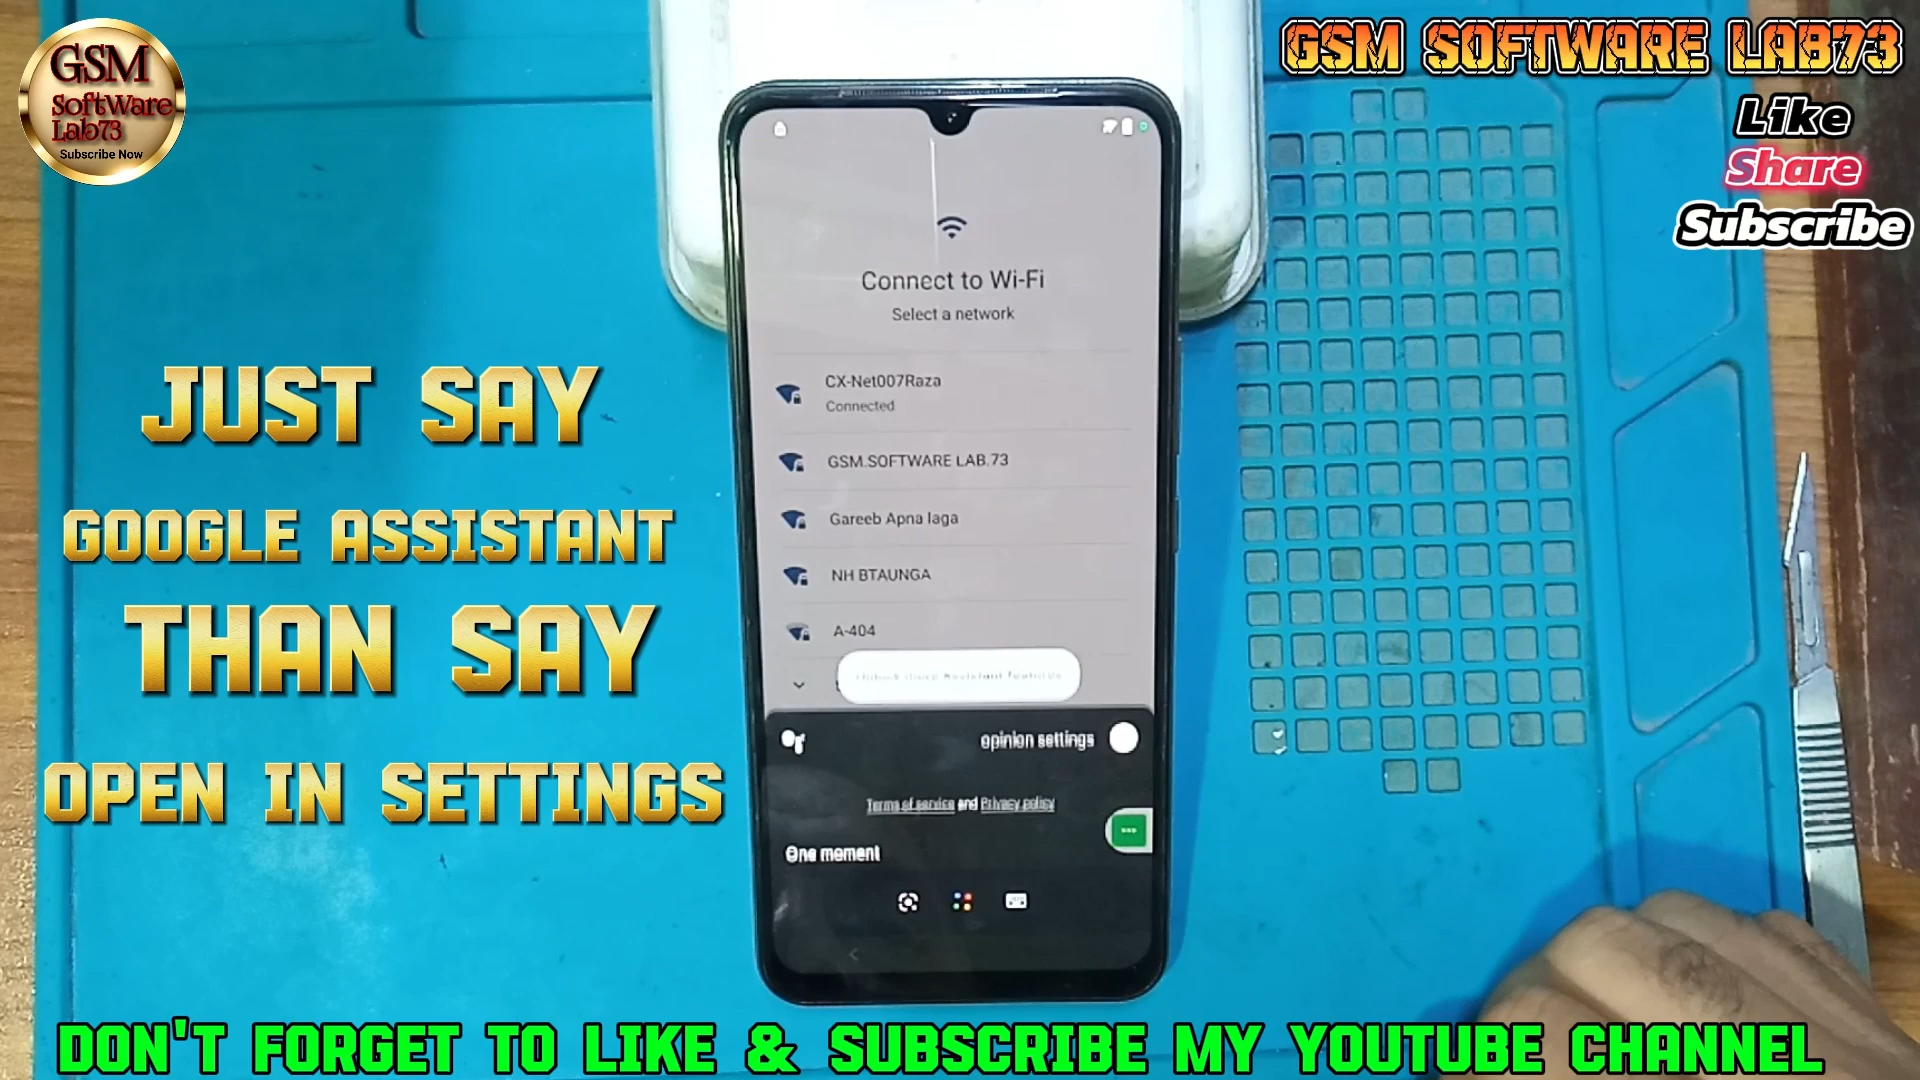 GSM
SoftWare
Lab73
Subscribe Now
GSM SOFTWARE LAB73
Like
Share
Subscribe
JUST SAY
GOOGLE ASSISTANT
THAN SAY
OPEN IN SETTINGS
Connect to Wi-Fi
Select a network
CX-Net007Raza
Connected
GSM.SOFTWARE LAB.73
Gareeb Apna laga
NH BTAUNGA
A-404
Assistant features
opinion settings
Terms of service and Privacy policy
One moment
DON'T FORGET TO LIKE & SUBSCRIBE MY YOUTUBE CHANNEL